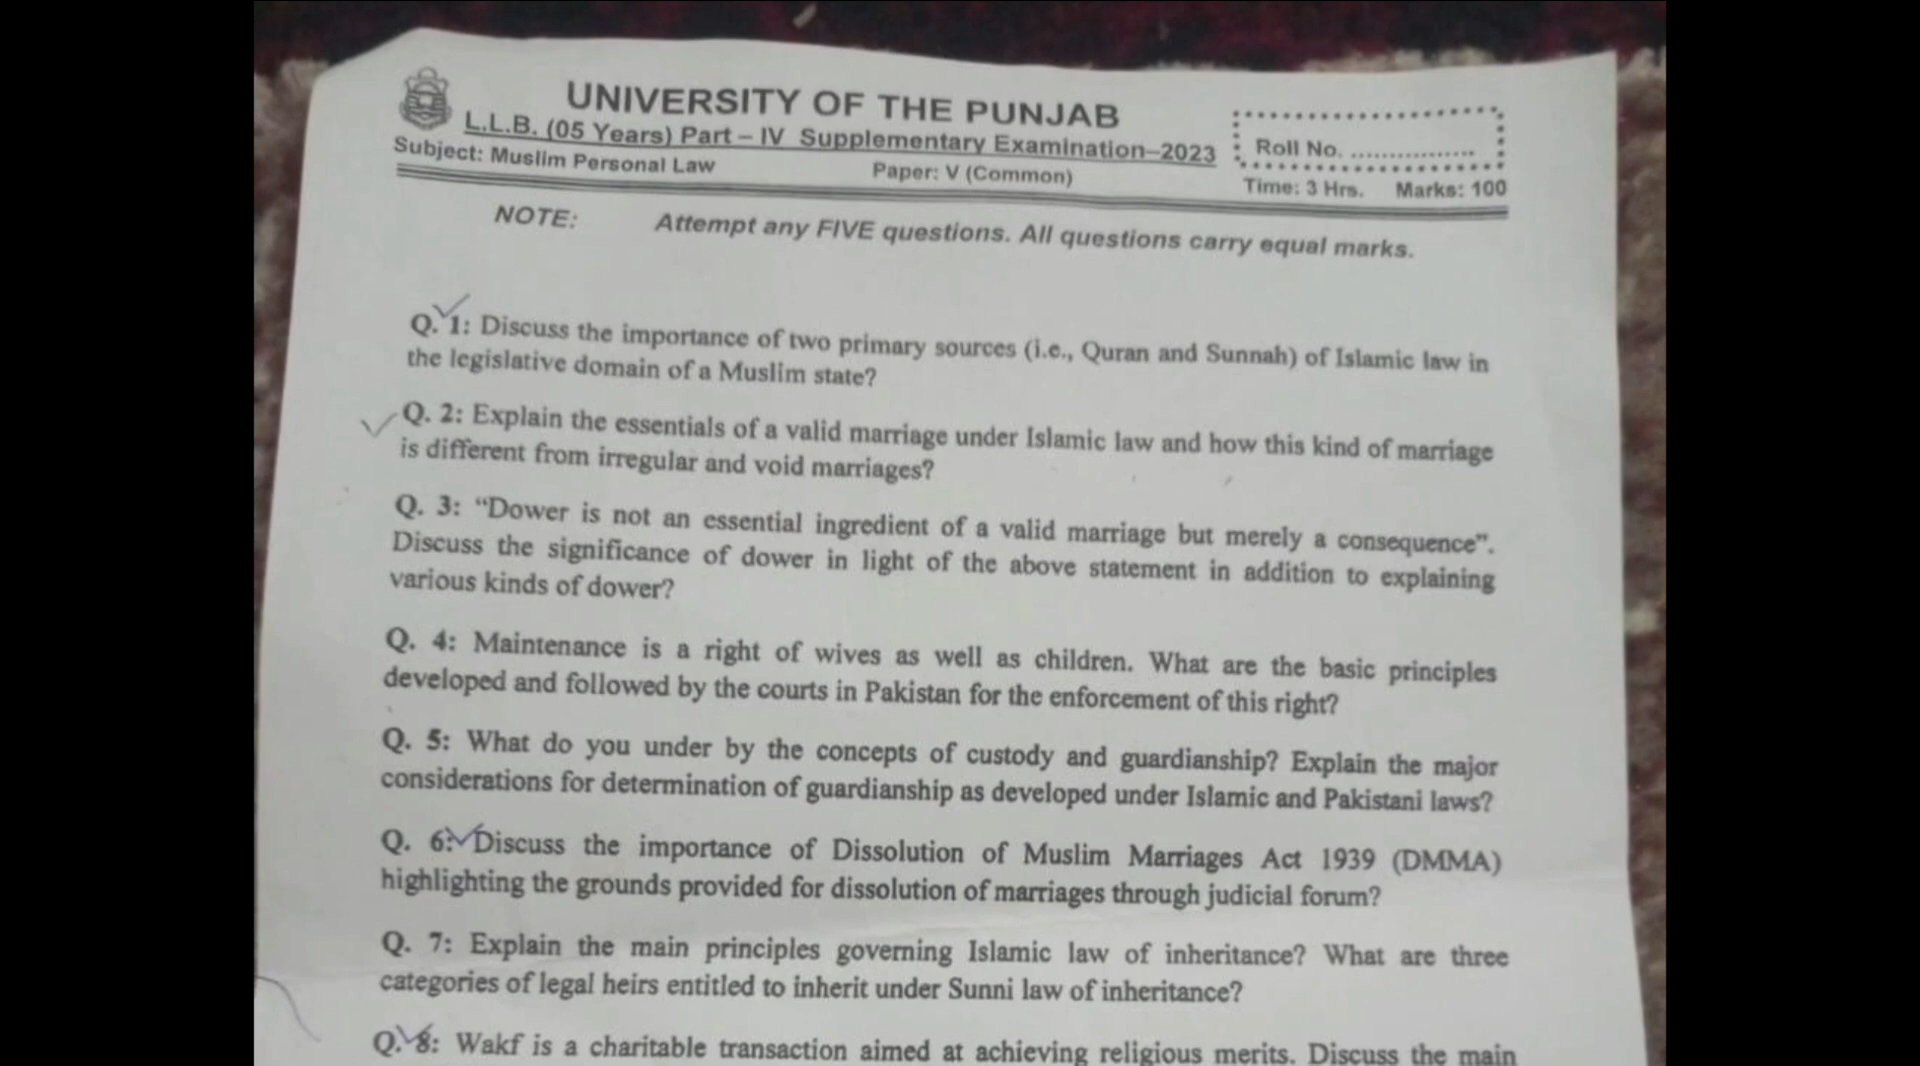 UNIVERSITY OF THE PUNJAB
L.L.B. (05 Years) Part – IV Supplementary Examination–2023
Subject: Muslim Personal Law Paper: V (Common)
Roll No. ................
Time: 3 Hrs. Marks: 100
NOTE: Attempt any FIVE questions. All questions carry equal marks.
Q. 1: Discuss the importance of two primary sources (i.e., Quran and Sunnah) of Islamic law in
the legislative domain of a Muslim state?
Q. 2: Explain the essentials of a valid marriage under Islamic law and how this kind of marriage
is different from irregular and void marriages?
Q. 3: “Dower is not an essential ingredient of a valid marriage but merely a consequence”.
Discuss the significance of dower in light of the above statement in addition to explaining
various kinds of dower?
Q. 4: Maintenance is a right of wives as well as children. What are the basic principles
developed and followed by the courts in Pakistan for the enforcement of this right?
Q. 5: What do you under by the concepts of custody and guardianship? Explain the major
considerations for determination of guardianship as developed under Islamic and Pakistani laws?
Q. 6: Discuss the importance of Dissolution of Muslim Marriages Act 1939 (DMMA)
highlighting the grounds provided for dissolution of marriages through judicial forum?
Q. 7: Explain the main principles governing Islamic law of inheritance? What are three
categories of legal heirs entitled to inherit under Sunni law of inheritance?
Q. 8: Wakf is a charitable transaction aimed at achieving religious merits. Discuss the main